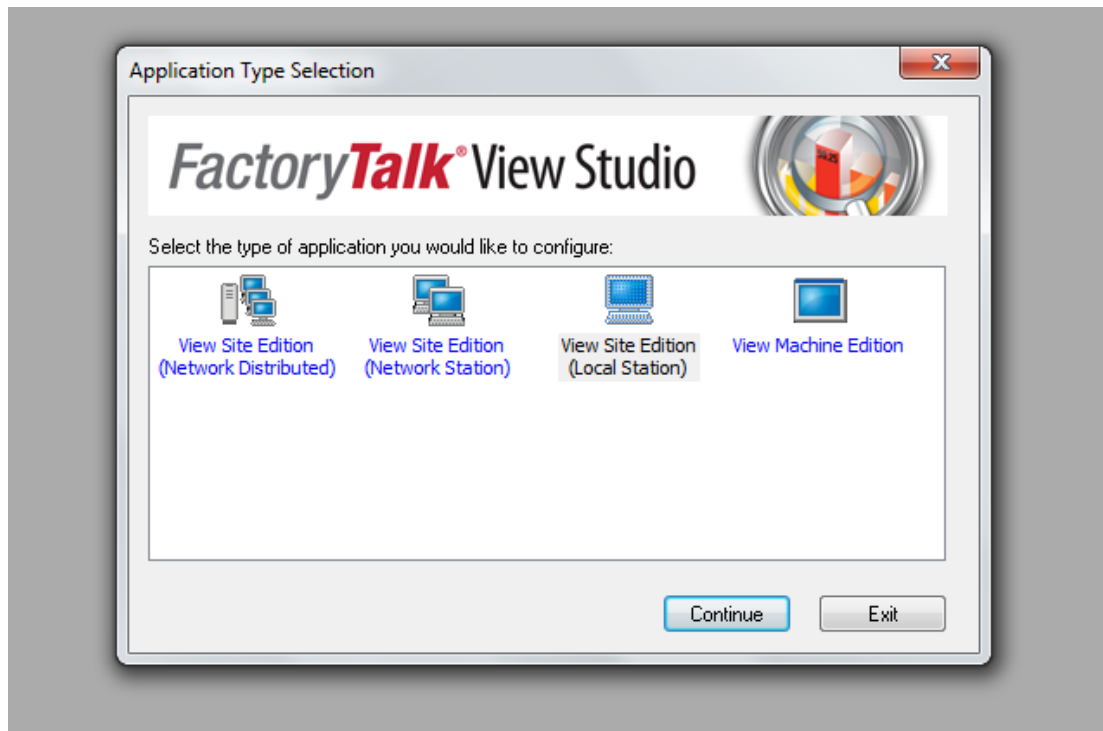 Application Type Selection
FactoryTalk® View Studio
Select the type of application you would like to configure:
View Site Edition
(Network Distributed)
View Site Edition
(Network Station)
View Site Edition
(Local Station)
View Machine Edition
Continue
Exit